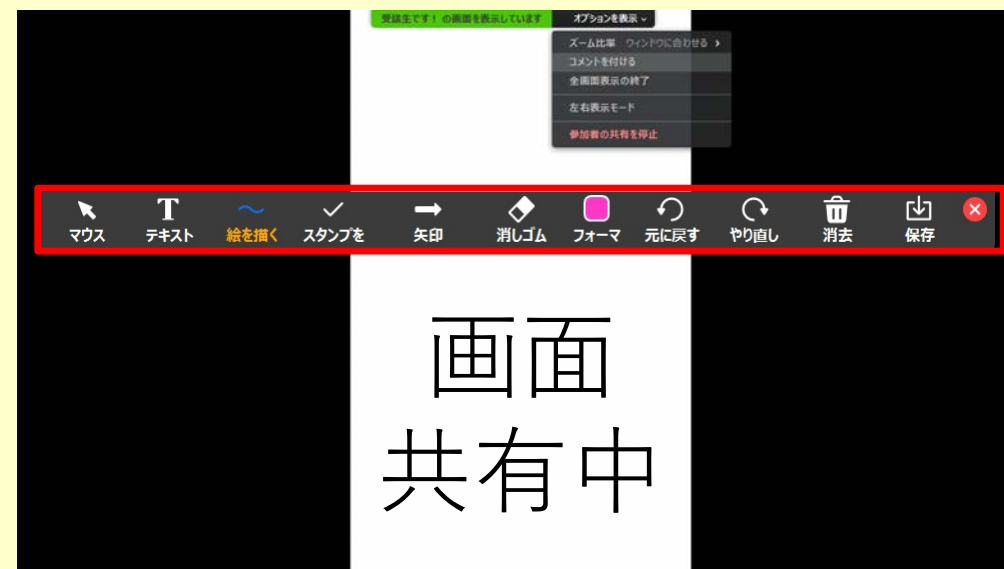 受講生です！ の画面を表示しています オプションを表示
ズーム比率 ウィンドウに合わせる
コメントを付ける
全画面表示の終了
左右表示モード
参加者の共有を停止
マウス テキスト 絵を描く スタンプを 矢印 消しゴム フォーマ 元に戻す やり直し 消去 保存
画面
共有中